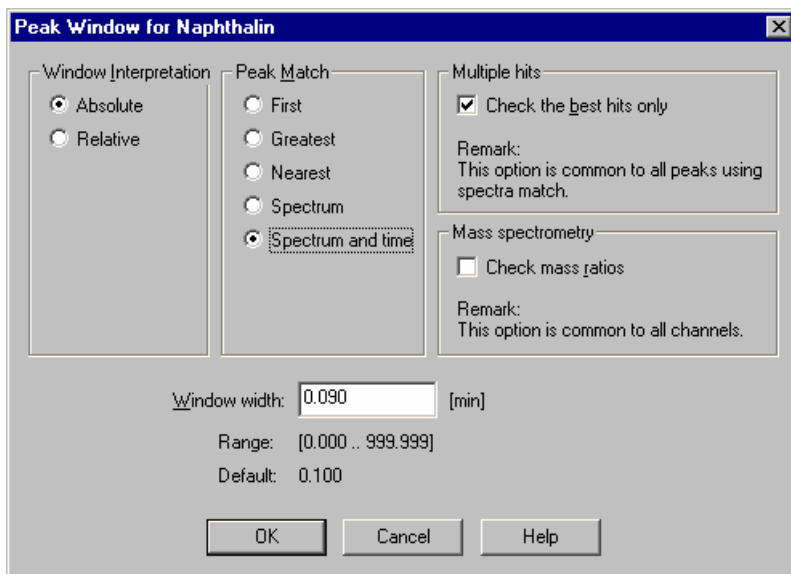 Peak Window for Naphthalin
Window Interpretation
Absolute
Relative
Peak Match
First
Greatest
Nearest
Spectrum
Spectrum and time
Multiple hits
Check the best hits only
Remark:
This option is common to all peaks using
spectra match.
Mass spectrometry
Check mass ratios
Remark:
This option is common to all channels.
Window width: 0.090 [min]
Range: [0.000 .. 999.999]
Default: 0.100
OK Cancel Help